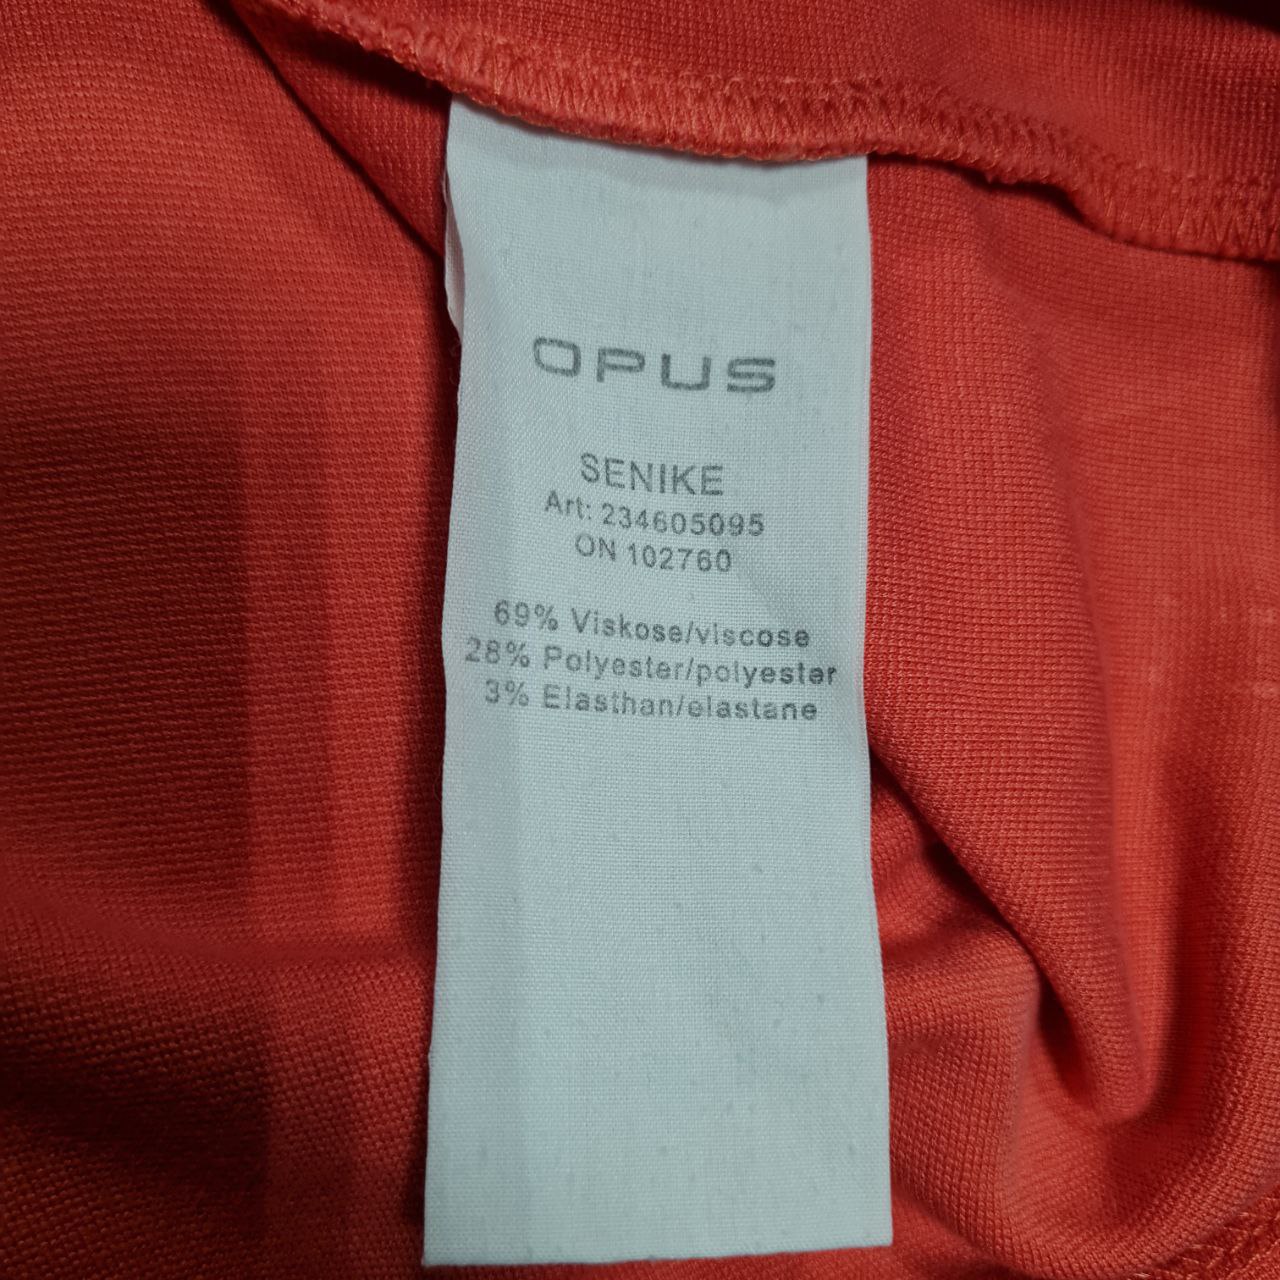 OPUS
SENIKE
Art: 234605095
ON 102760
69% Viskose/viscose
28% Polyester/polyester
3% Elasthan/elastane